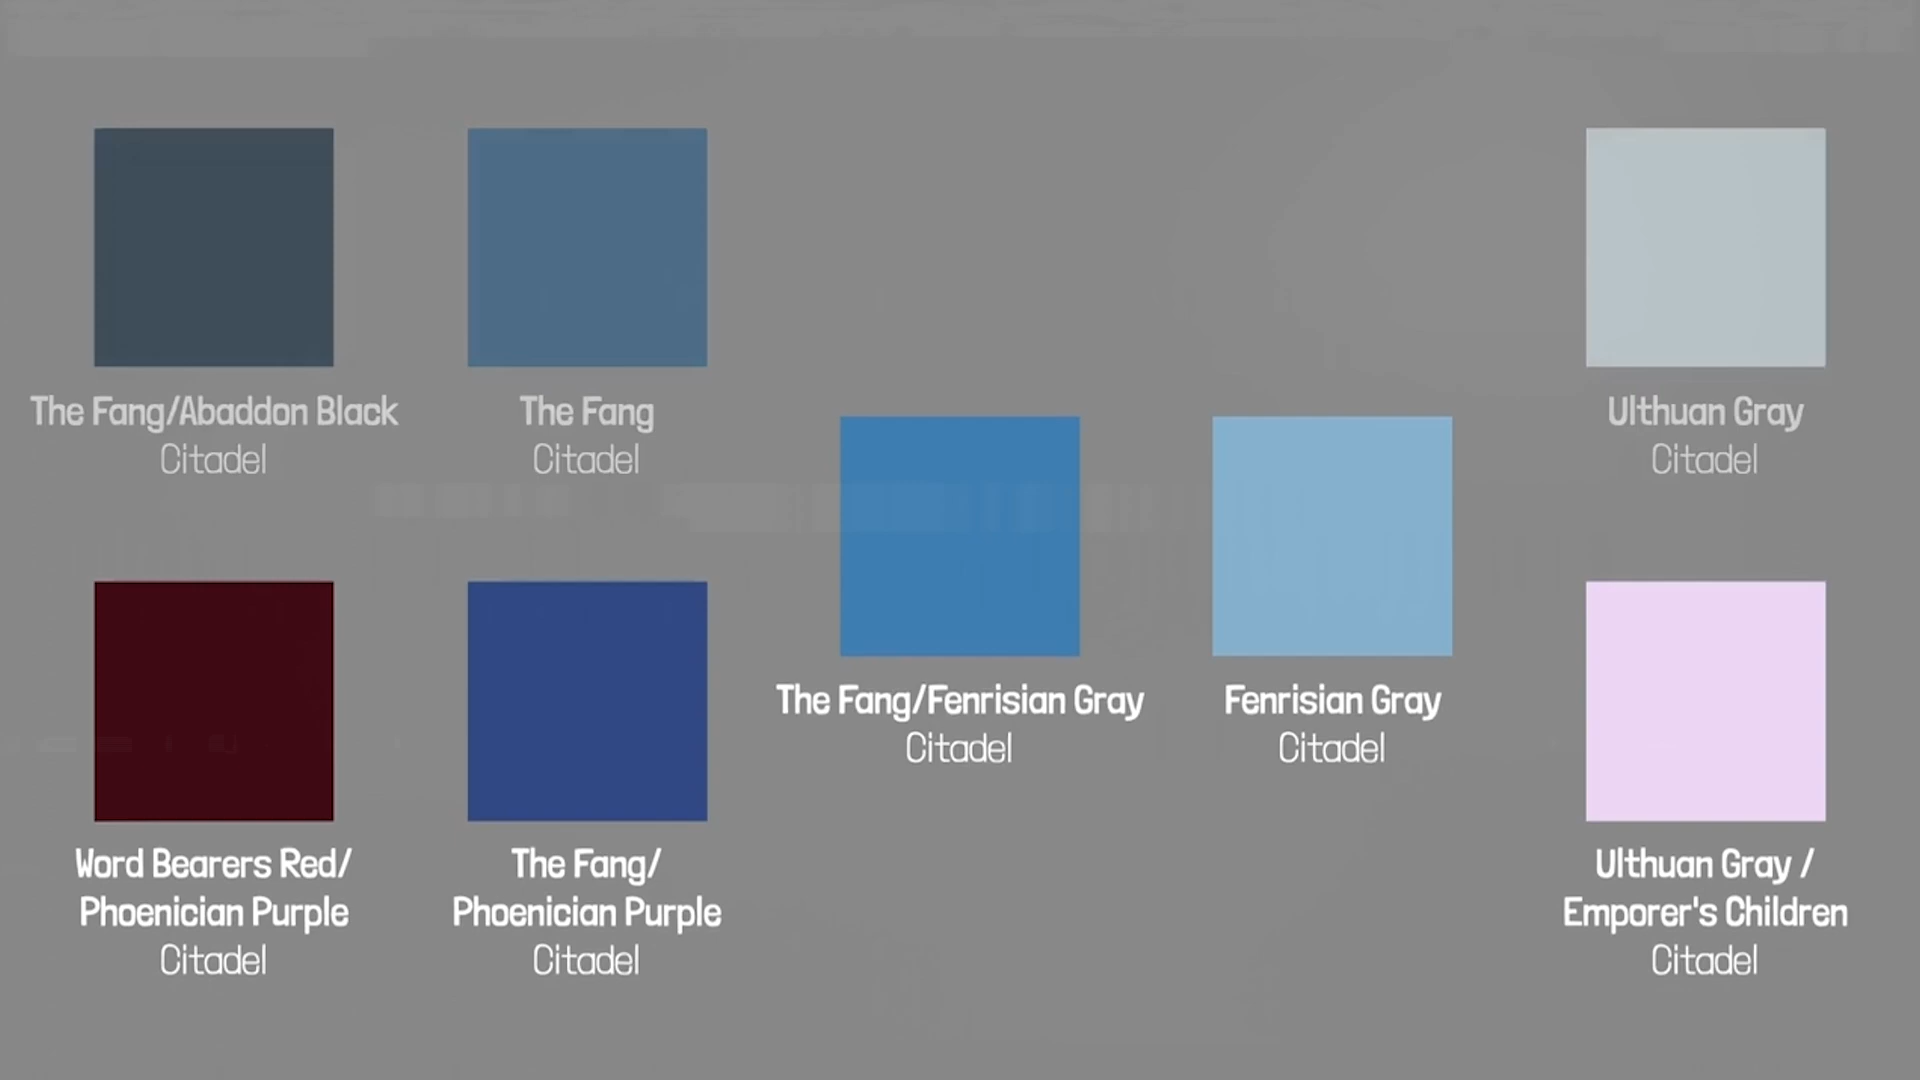 The Fang/Abaddon Black
Citadel
The Fang
Citadel
Ulthuan Gray
Citadel
The Fang/Fenrisian Gray
Citadel
Fenrisian Gray
Citadel
Word Bearers Red/
Phoenician Purple
Citadel
The Fang/
Phoenician Purple
Citadel
Ulthuan Gray /
Emporer's Children
Citadel